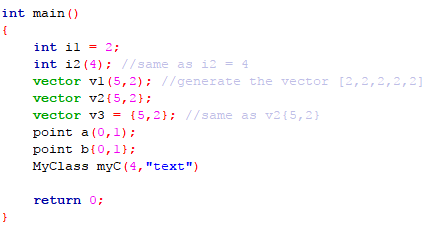 int main()
{
int i1 = 2;
int i2(4); //same as i2 = 4
vector v1(5,2); //generate the vector [2,2,2,2,2]
vector v2{5,2};
vector v3 = {5,2}; //same as v2{5,2}
point a(0,1);
point b{0,1};
MyClass myC(4,"text")
return 0;
}